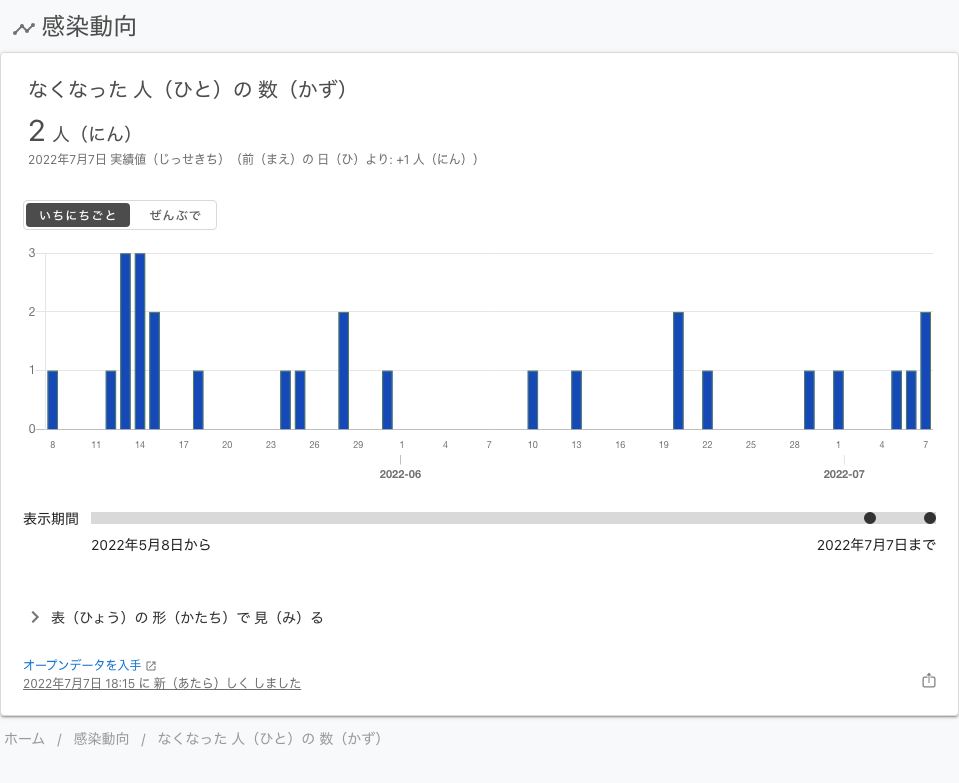 感染動向
なくなった 人（ひと）の 数（かず）
2 人（にん）
2022年7月7日 実績値（じっせきち）（前（まえ）の 日（ひ）より: +1 人（にん））
いちにちごと ぜんぶで
3
2
1
0
8 11 14 17 20 23 26 29 1 4 7 10 13 16 19 22 25 28 1 4 7
2022-06 2022-07
表示期間
2022年5月8日から 2022年7月7日まで
表（ひょう）の 形（かたち）で 見（み）る
オープンデータを入手
2022年7月7日 18:15 に 新（あたら）しく しました
ホーム / 感染動向 / なくなった 人（ひと）の 数（かず）